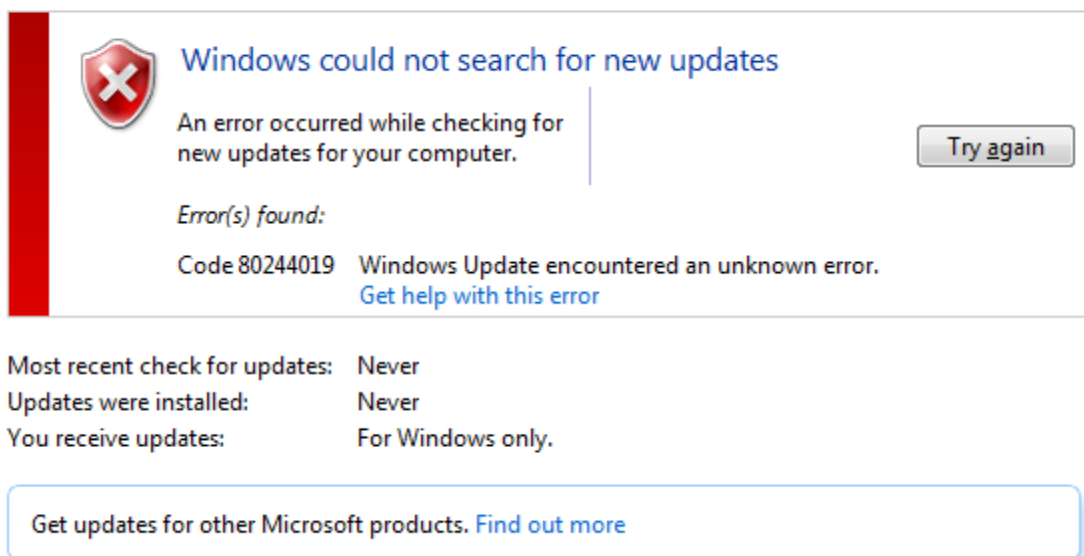 Windows could not search for new updates
An error occurred while checking for
new updates for your computer.
Try again
Error(s) found:
Code 80244019 Windows Update encountered an unknown error.
Get help with this error
Most recent check for updates: Never
Updates were installed: Never
You receive updates: For Windows only.
Get updates for other Microsoft products. Find out more